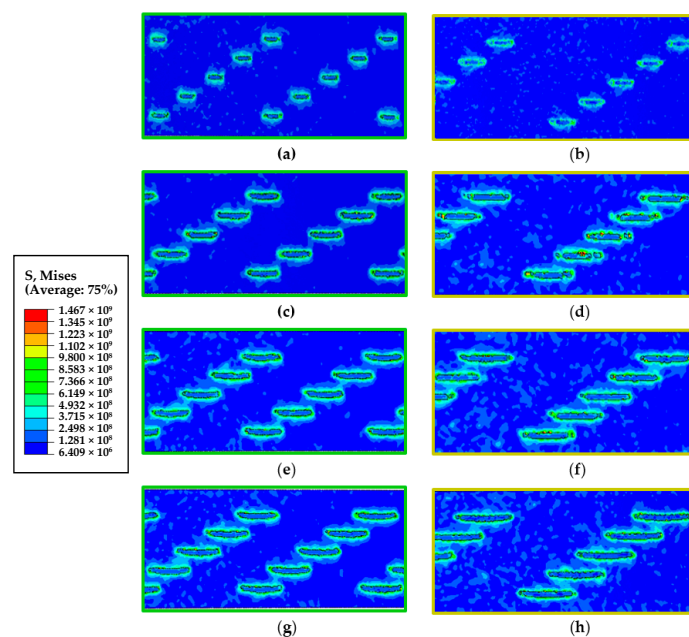 (a)
(b)
(c)
(d)
S, Mises
(Average: 75%)
1.467 × 10⁹
1.345 × 10⁹
1.223 × 10⁹
1.102 × 10⁹
9.800 × 10⁸
8.583 × 10⁸
7.366 × 10⁸
6.149 × 10⁸
4.932 × 10⁸
3.715 × 10⁸
2.498 × 10⁸
1.281 × 10⁸
6.409 × 10⁶
(e)
(f)
(g)
(h)